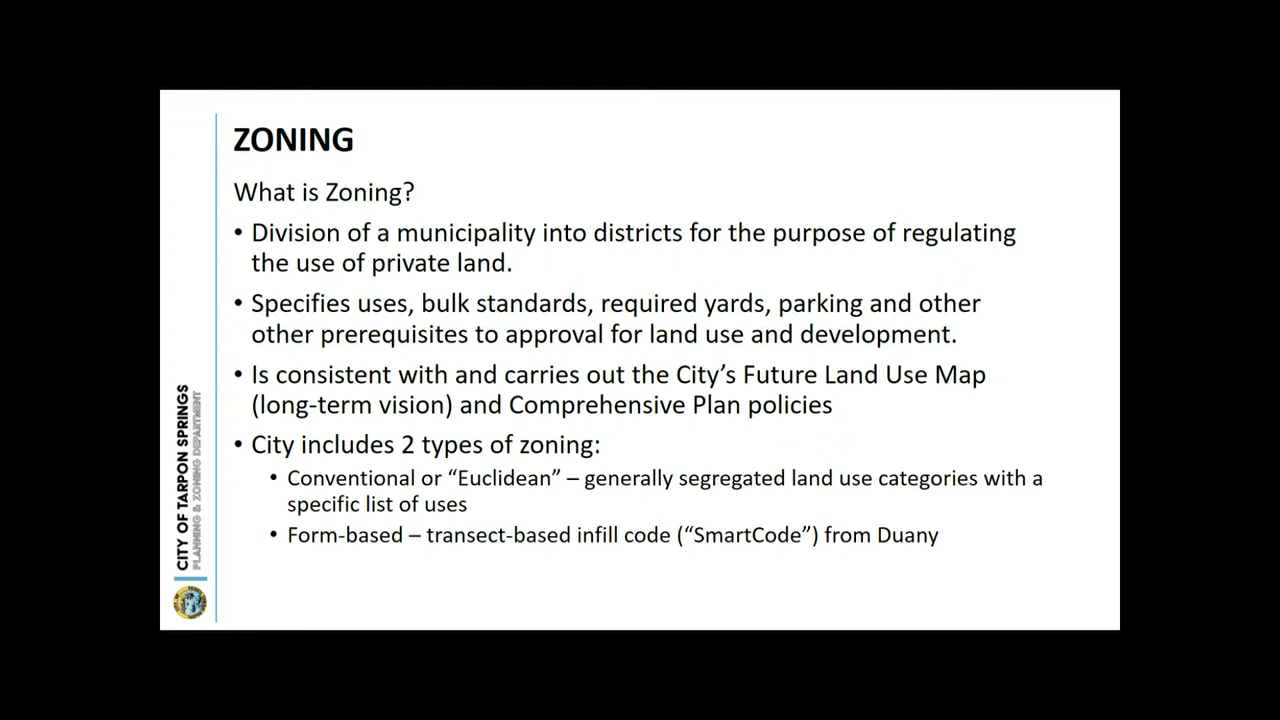 ZONING
What is Zoning?
• Division of a municipality into districts for the purpose of regulating
the use of private land.
• Specifies uses, bulk standards, required yards, parking and other
other prerequisites to approval for land use and development.
• Is consistent with and carries out the City’s Future Land Use Map
(long-term vision) and Comprehensive Plan policies
• City includes 2 types of zoning:
• Conventional or “Euclidean” – generally segregated land use categories with a
specific list of uses
• Form-based – transect-based infill code (“SmartCode”) from Duany
CITY OF TARPON SPRINGS
PLANNING & ZONING DEPARTMENT